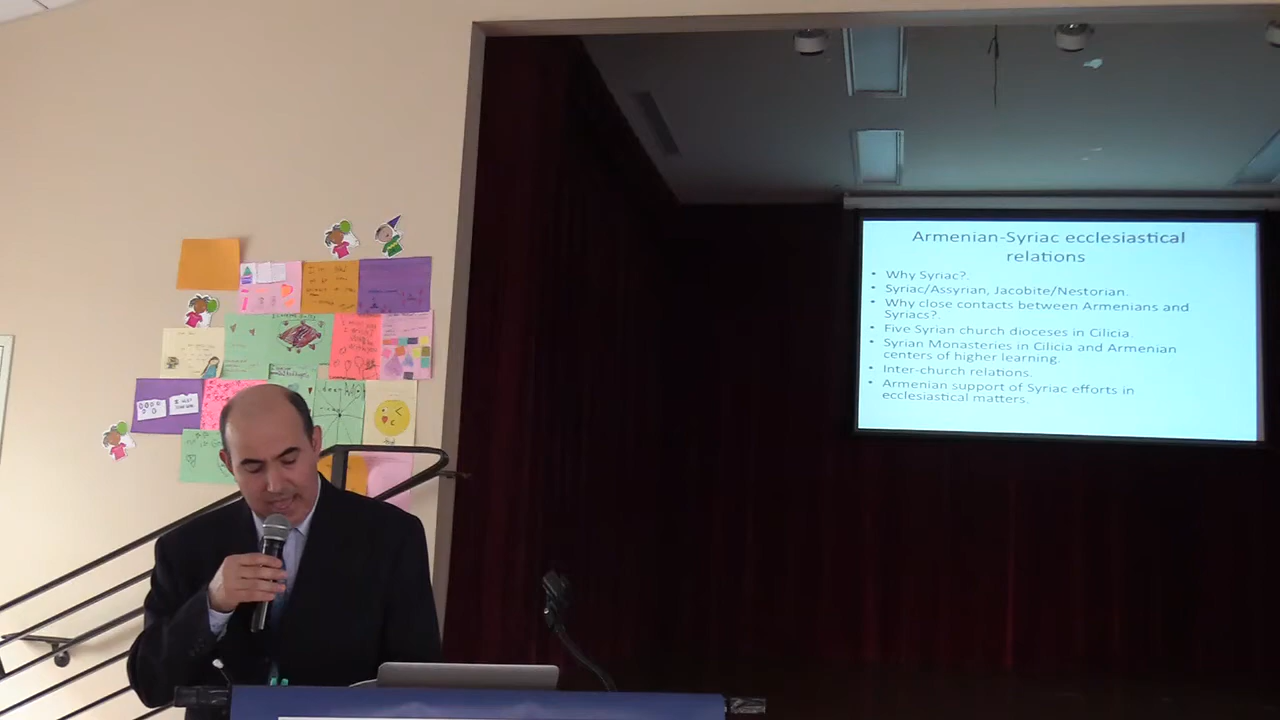 Armenian-Syriac ecclesiastical
relations
• Why Syriac?.
• Syriac/Assyrian, Jacobite/Nestorian.
• Why close contacts between Armenians and
Syriacs?.
• Five Syrian church dioceses in Cilicia.
• Syrian Monasteries in Cilicia and Armenian
centers of higher learning.
• Inter-church relations.
• Armenian support of Syriac efforts in
ecclesiastical matters.